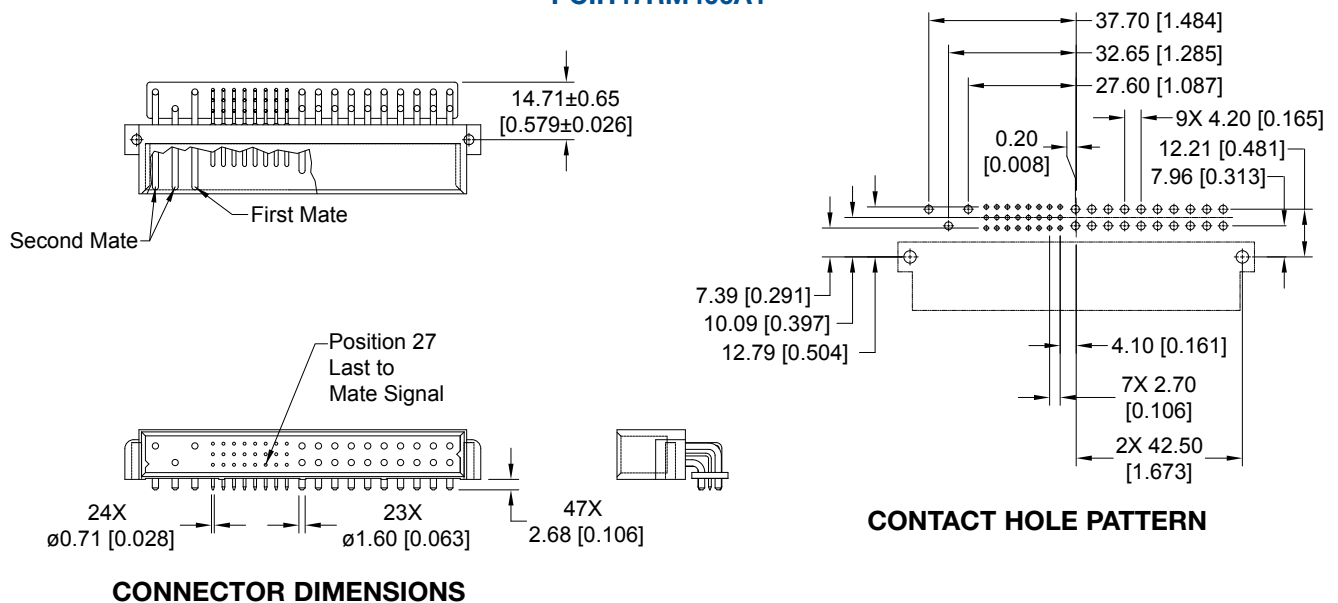 14.71±0.65
[0.579±0.026]
First Mate
Second Mate
Position 27
Last to
Mate Signal
24X
ø0.71 [0.028]
23X
ø1.60 [0.063]
47X
2.68 [0.106]
CONNECTOR DIMENSIONS
37.70 [1.484]
32.65 [1.285]
27.60 [1.087]
9X 4.20 [0.165]
0.20
[0.008]
12.21 [0.481]
7.96 [0.313]
7.39 [0.291]
10.09 [0.397]
12.79 [0.504]
4.10 [0.161]
7X 2.70
[0.106]
2X 42.50
[1.673]
CONTACT HOLE PATTERN